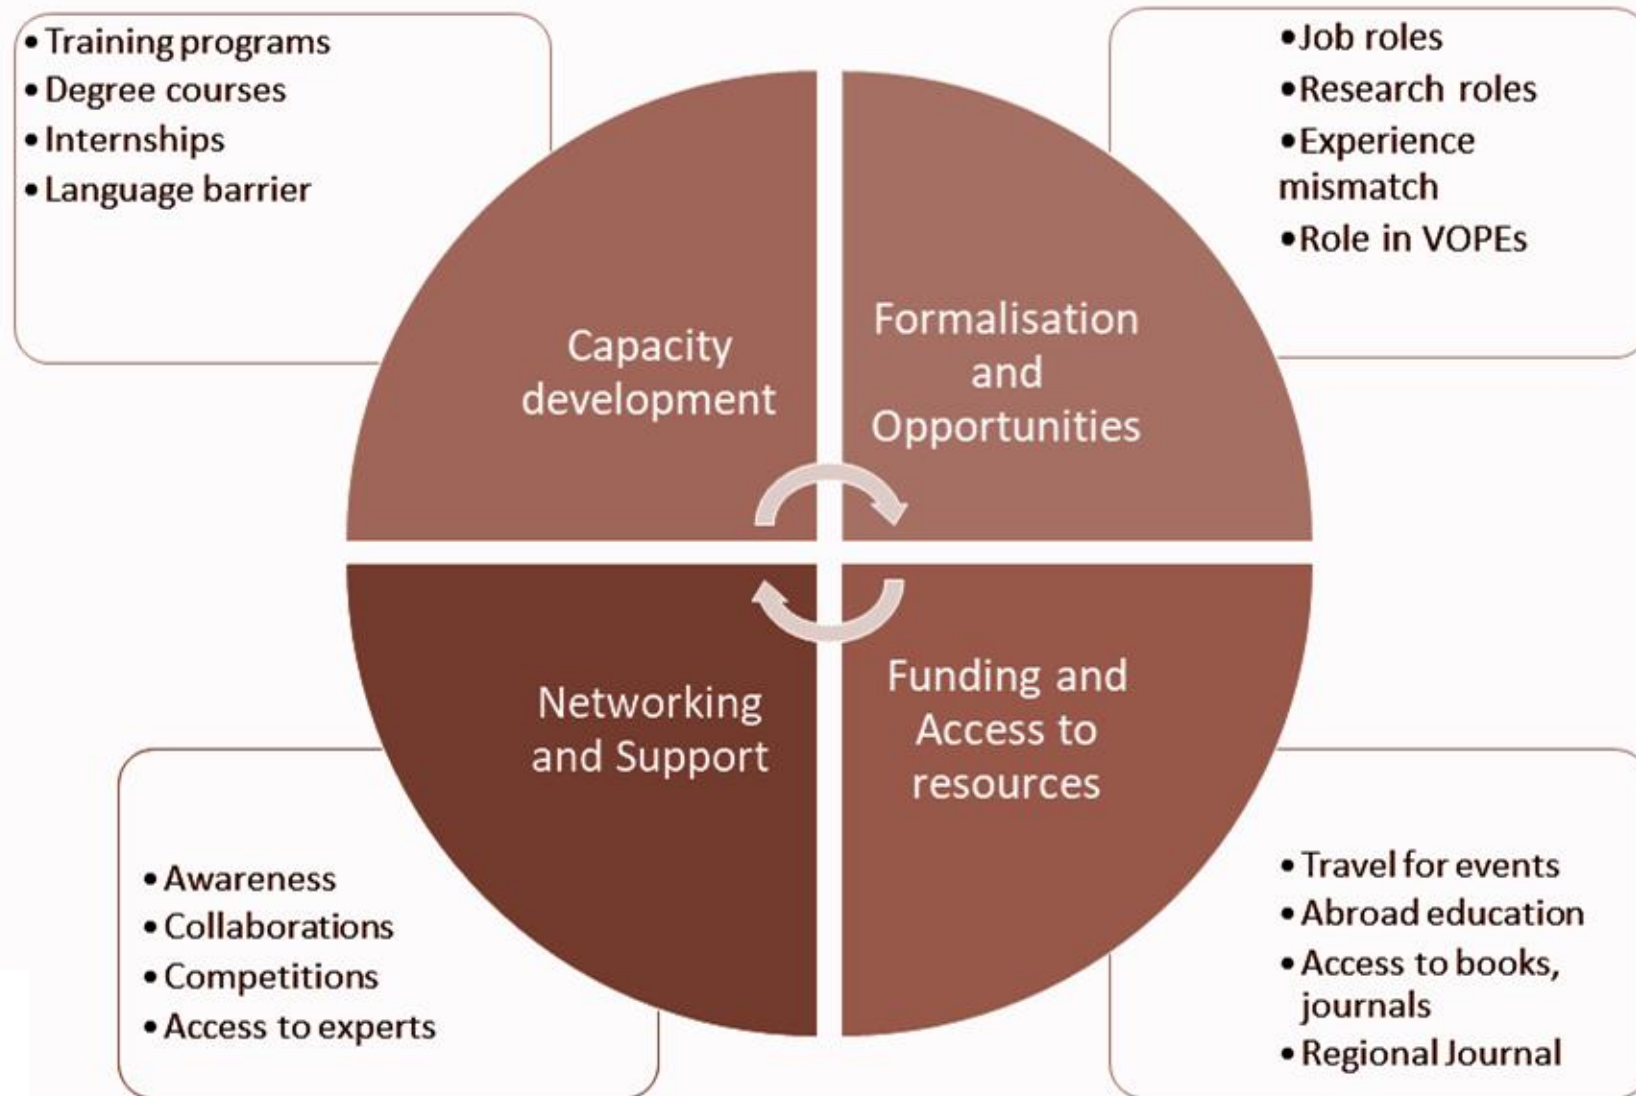 • Training programs
• Degree courses
• Internships
• Language barrier
• Job roles
• Research roles
• Experience
mismatch
• Role in VOPEs
Capacity
development
Formalisation
and
Opportunities
Networking
and Support
Funding and
Access to
resources
• Awareness
• Collaborations
• Competitions
• Access to experts
• Travel for events
• Abroad education
• Access to books,
journals
• Regional Journal